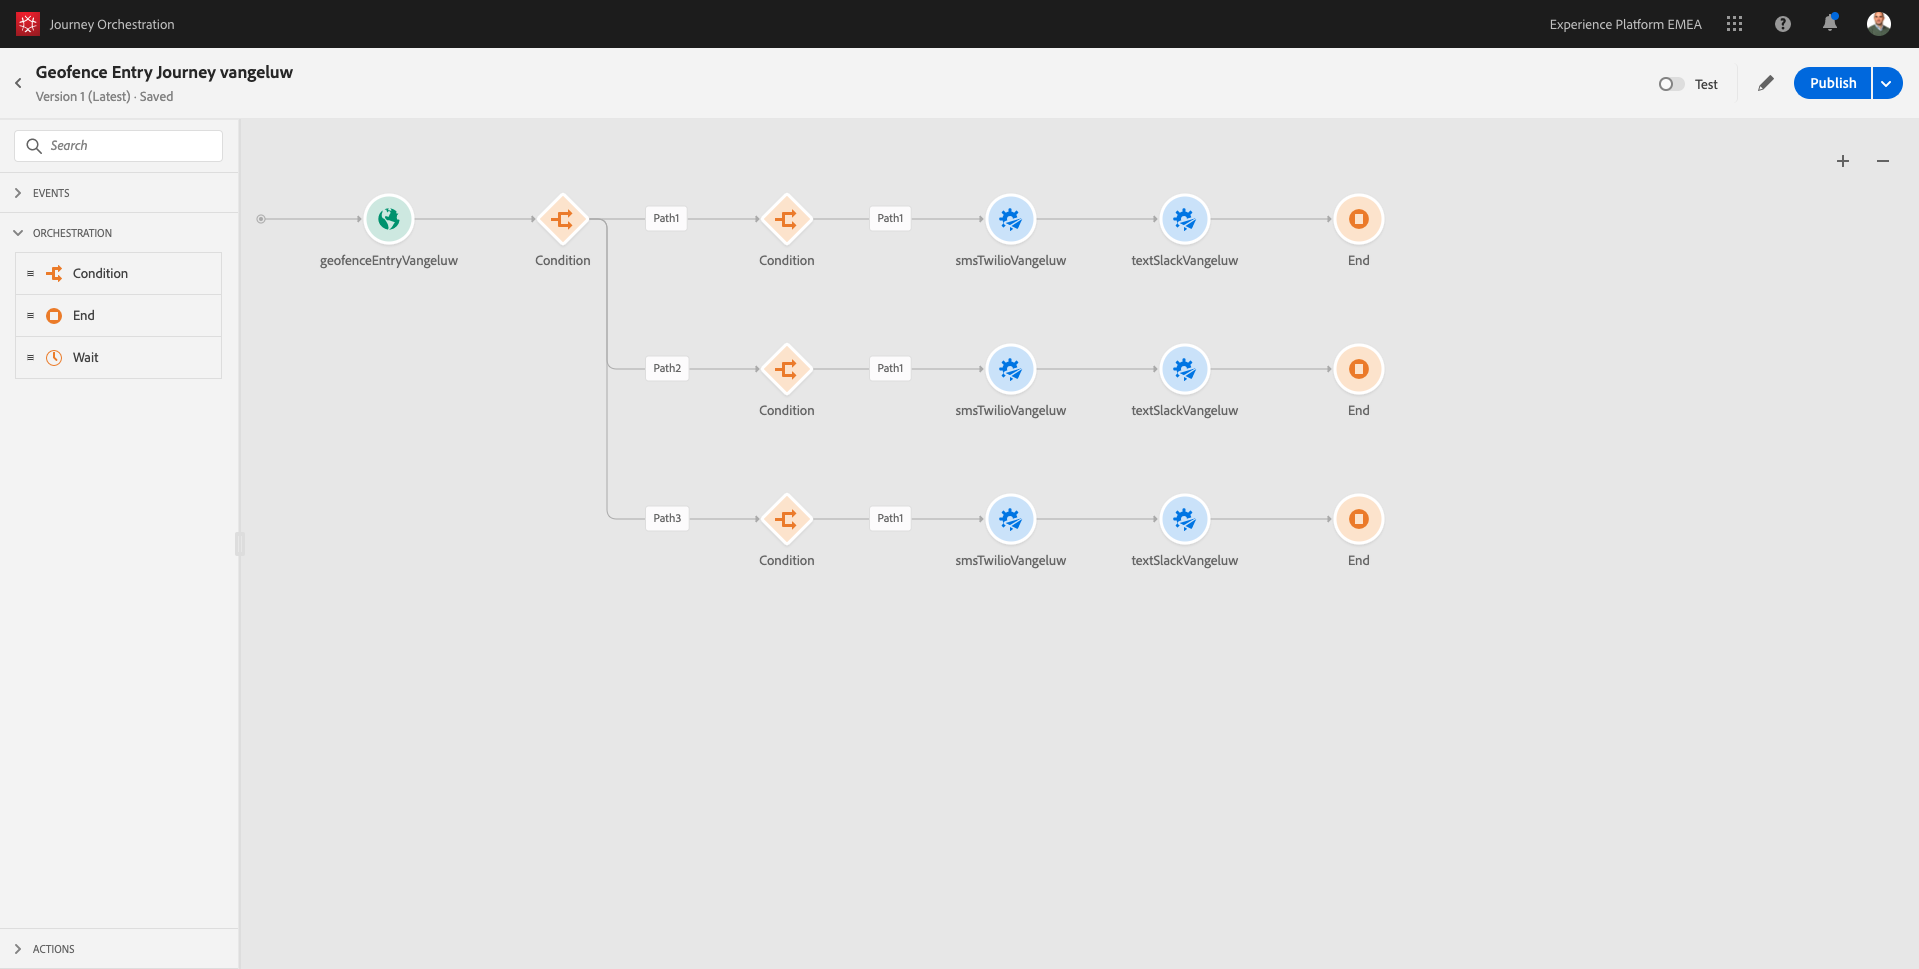 Journey Orchestration
Experience Platform EMEA
Geofence Entry Journey vangeluw
Version 1 (Latest) · Saved
Test
Publish
Search
EVENTS
ORCHESTRATION
Condition
End
Wait
ACTIONS
Path1
Path1
geofenceEntryVangeluw
Condition
Condition
smsTwilioVangeluw
textSlackVangeluw
End
Path2
Path1
Condition
smsTwilioVangeluw
textSlackVangeluw
End
Path3
Path1
Condition
smsTwilioVangeluw
textSlackVangeluw
End